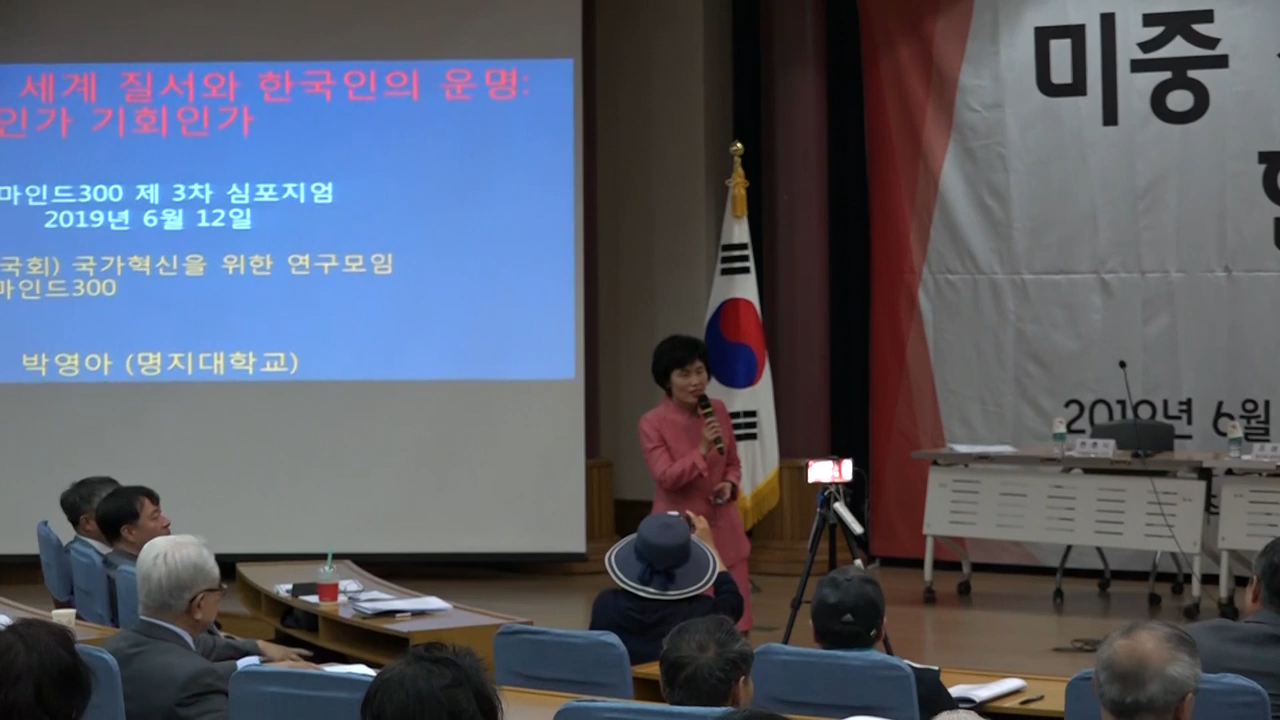 세계 질서와 한국인의 운명:
인가 기회인가
마인드300 제 3차 심포지엄
2019년 6월 12일
국회) 국가혁신을 위한 연구모임
마인드300
박영아 (명지대학교)
미중
2019년 6월